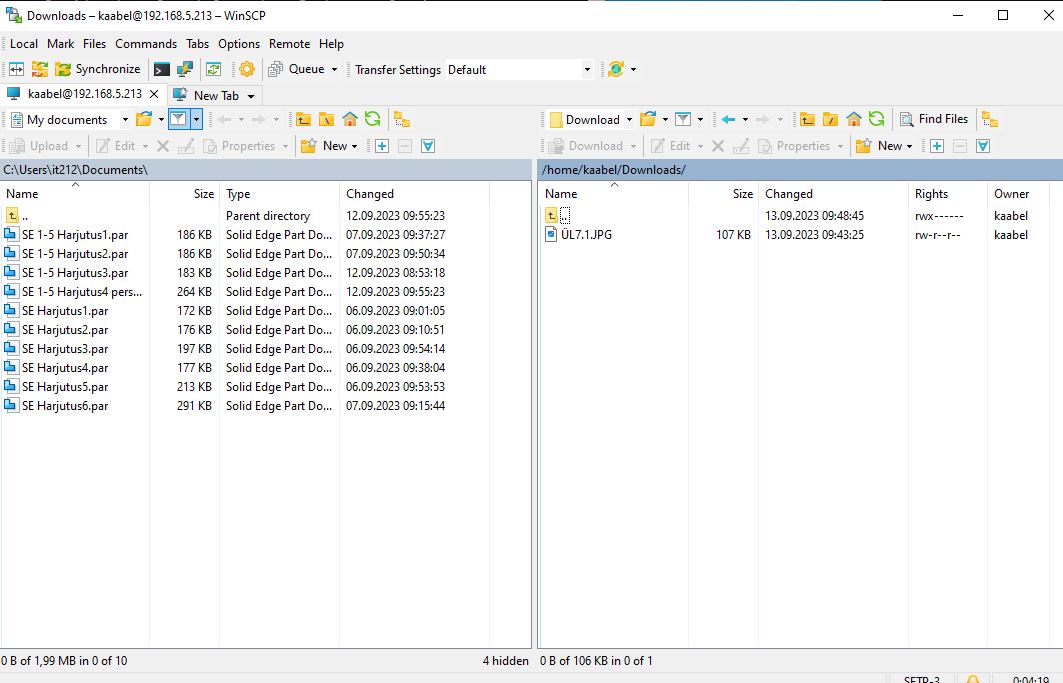 Downloads – kaabel@192.168.5.213 – WinSCP
Local Mark Files Commands Tabs Options Remote Help
Synchronize Queue Transfer Settings Default
kaabel@192.168.5.213 New Tab
My documents
Upload Edit Properties New
C:\Users\it212\Documents\
Name Size Type Changed
.. Parent directory 12.09.2023 09:55:23
SE 1-5 Harjutus1.par 186 KB Solid Edge Part Do... 07.09.2023 09:37:27
SE 1-5 Harjutus2.par 186 KB Solid Edge Part Do... 07.09.2023 09:50:34
SE 1-5 Harjutus3.par 183 KB Solid Edge Part Do... 12.09.2023 08:53:18
SE 1-5 Harjutus4 pers... 264 KB Solid Edge Part Do... 12.09.2023 09:55:23
SE Harjutus1.par 172 KB Solid Edge Part Do... 06.09.2023 09:01:05
SE Harjutus2.par 176 KB Solid Edge Part Do... 06.09.2023 09:10:51
SE Harjutus3.par 197 KB Solid Edge Part Do... 06.09.2023 09:54:14
SE Harjutus4.par 177 KB Solid Edge Part Do... 06.09.2023 09:38:04
SE Harjutus5.par 213 KB Solid Edge Part Do... 06.09.2023 09:53:53
SE Harjutus6.par 291 KB Solid Edge Part Do... 07.09.2023 09:15:44
0 B of 1,99 MB in 0 of 10 4 hidden
Download Find Files
Download Edit Properties New
/home/kaabel/Downloads/
Name Size Changed Rights Owner
.. 13.09.2023 09:48:45 rwx------ kaabel
ÜL7.1.JPG 107 KB 13.09.2023 09:43:25 rw-r--r-- kaabel
0 B of 106 KB in 0 of 1
SFTP-3 0:04:19